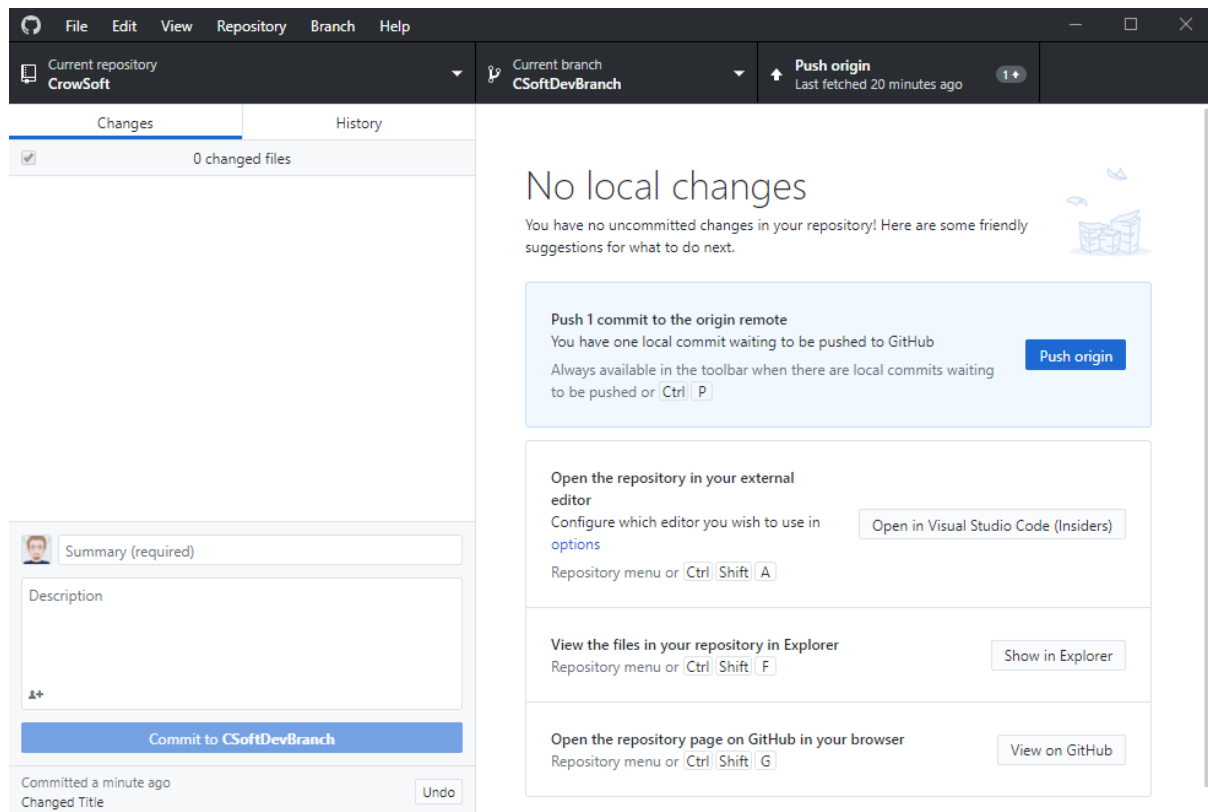 File Edit View Repository Branch Help
Current repository
CrowSoft
Current branch
CSoftDevBranch
Push origin
Last fetched 20 minutes ago
1
Changes
History
0 changed files
No local changes
You have no uncommitted changes in your repository! Here are some friendly
suggestions for what to do next.
Push 1 commit to the origin remote
You have one local commit waiting to be pushed to GitHub
Always available in the toolbar when there are local commits waiting
to be pushed or Ctrl P
Push origin
Open the repository in your external
editor
Configure which editor you wish to use in
options
Repository menu or Ctrl Shift A
Open in Visual Studio Code (Insiders)
View the files in your repository in Explorer
Repository menu or Ctrl Shift F
Show in Explorer
Open the repository page on GitHub in your browser
Repository menu or Ctrl Shift G
View on GitHub
Summary (required)
Description
Commit to CSoftDevBranch
Committed a minute ago
Changed Title
Undo